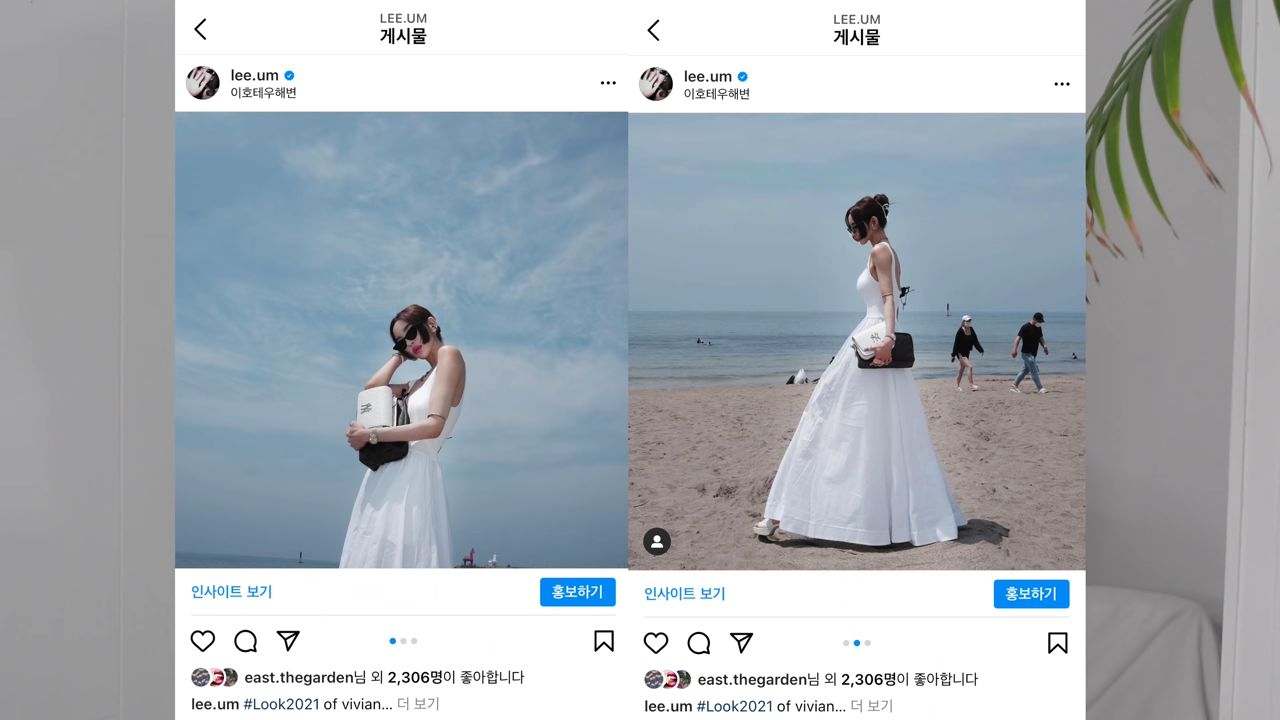 LEE.UM
게시물
lee.um
이호테우해변
인사이트 보기
홍보하기
east.thegarden님 외 2,306명이 좋아합니다
lee.um #Look2021 of vivian... 더 보기
LEE.UM
게시물
lee.um
이호테우해변
인사이트 보기
홍보하기
east.thegarden님 외 2,306명이 좋아합니다
lee.um #Look2021 of vivian... 더 보기